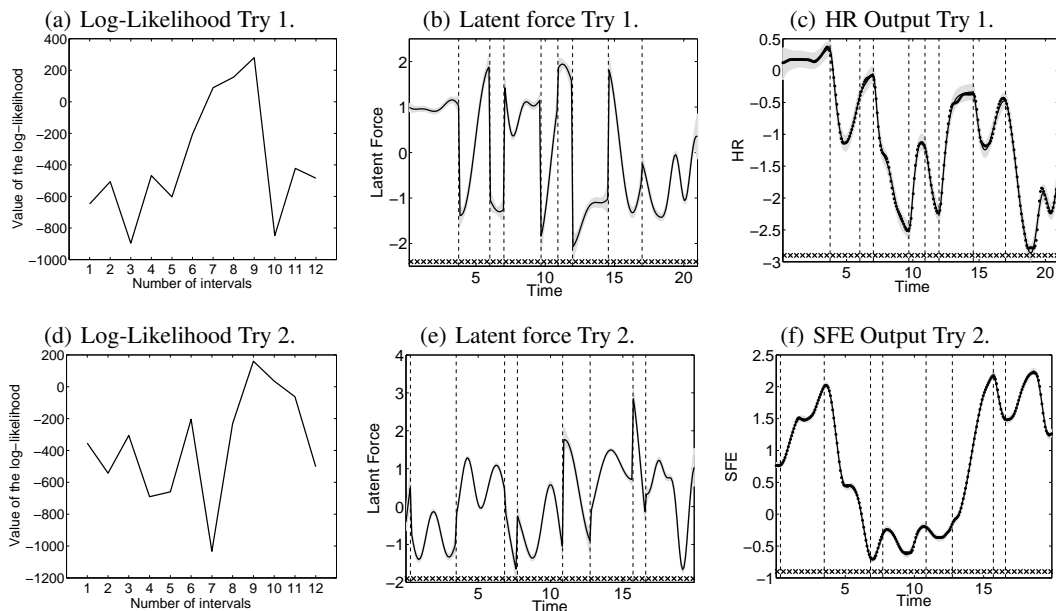 (a) Log-Likelihood Try 1.
400
200
0
−200
−400
−600
−800
−1000
1 2 3 4 5 6 7 8 9 10 11 12
Number of intervals
Value of the log−likelihood
(b) Latent force Try 1.
2
1
0
−1
−2
5 10 15 20
Time
Latent Force
(c) HR Output Try 1.
0.5
0
−0.5
−1
−1.5
−2
−2.5
−3
5 10 15 20
Time
HR
(d) Log-Likelihood Try 2.
200
0
−200
−400
−600
−800
−1000
−1200
1 2 3 4 5 6 7 8 9 10 11 12
Number of intervals
Value of the log−likelihood
(e) Latent force Try 2.
4
3
2
1
0
−1
−2
5 10 15
Time
Latent Force
(f) SFE Output Try 2.
2.5
2
1.5
1
0.5
0
−0.5
−1
5 10 15
Time
SFE